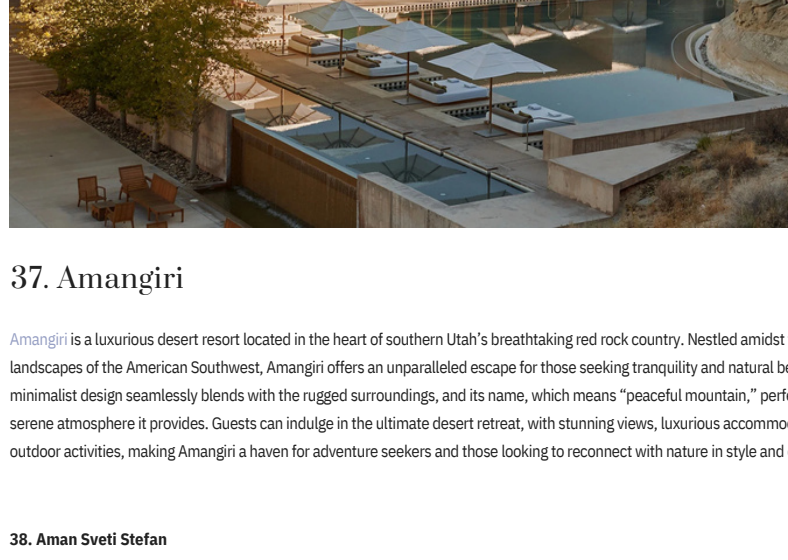 37. Amangiri
Amangiri is a luxurious desert resort located in the heart of southern Utah’s breathtaking red rock country. Nestled amidst
landscapes of the American Southwest, Amangiri offers an unparalleled escape for those seeking tranquility and natural
minimalist design seamlessly blends with the rugged surroundings, and its name, which means “peaceful mountain,”
serene atmosphere it provides. Guests can indulge in the ultimate desert retreat, with stunning views, luxurious
outdoor activities, making Amangiri a haven for adventure seekers and those looking to reconnect with nature in style and
38. Aman Sveti Stefan